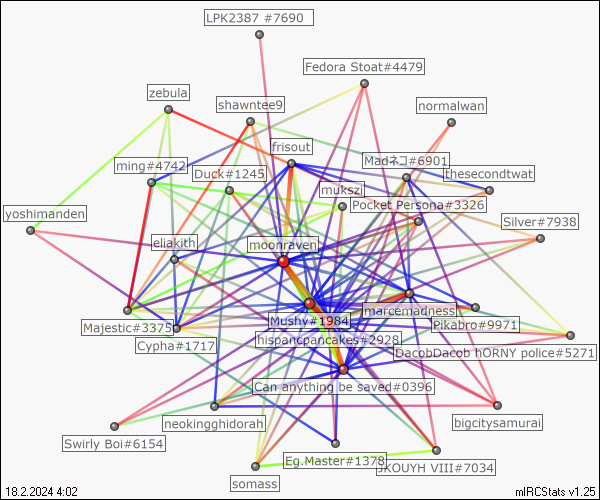 LPK2387 #7690
Fedora Stoat#4479
zebula
shawntee9
normalwan
frisout
ming#4742
Madネコ#6901
Duck#1245
thesecondtwat
mukszi
Pocket Persona#3326
yoshimanden
Silver#7938
eliakith
moonraven
Mushy#1984
marcemadness
Majestic#3375
Pikabro#9971
Cypha#1717
hispancpancakes#2928
DacobDacob hORNY police#5271
Can anything be saved#0396
neokingghidorah
bigcitysamurai
Swirly Boi#6154
Eg.Master#1378
JKOUYH VIII#7034
somass
18.2.2024 4:02
mIRCStats v1.25